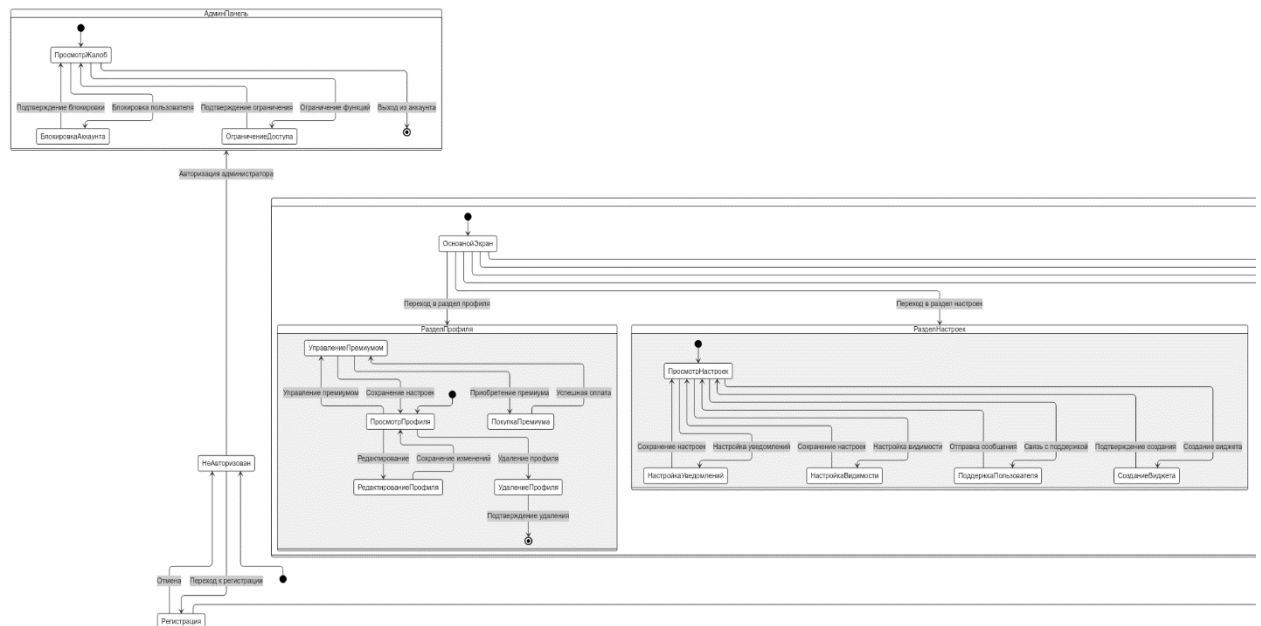 АдминПанель
ПросмотрЖалоб
Подтверждение блокировки
Блокировка пользователя
Подтверждение ограничения
Ограничение функций
Выход из аккаунта
БлокировкаАккаунта
ОграничениеДоступа
Авторизация администратора
ОсновнойЭкран
Переход в раздел профиля
Переход в раздел настроек
РазделПрофиля
РазделНастроек
УправлениеПремиумом
ПросмотрНастроек
Управление премиумом
Сохранение настроек
Приобретение премиума
Успешная оплата
ПросмотрПрофиля
ПокупкаПремиума
Сохранение настроек
Настройка уведомлений
Сохранение настроек
Настройка видимости
Отправка сообщения
Связь с поддержкой
Подтверждение создания
Создание виджета
НеАвторизован
Редактирование
Сохранение изменений
Удаление профиля
НастройкаУведомлений
НастройкаВидимости
ПоддержкаПользователя
СозданиеВиджета
РедактированиеПрофиля
УдалениеПрофиля
Подтверждение удаления
Отмена
Переход к регистрации
Регистрация